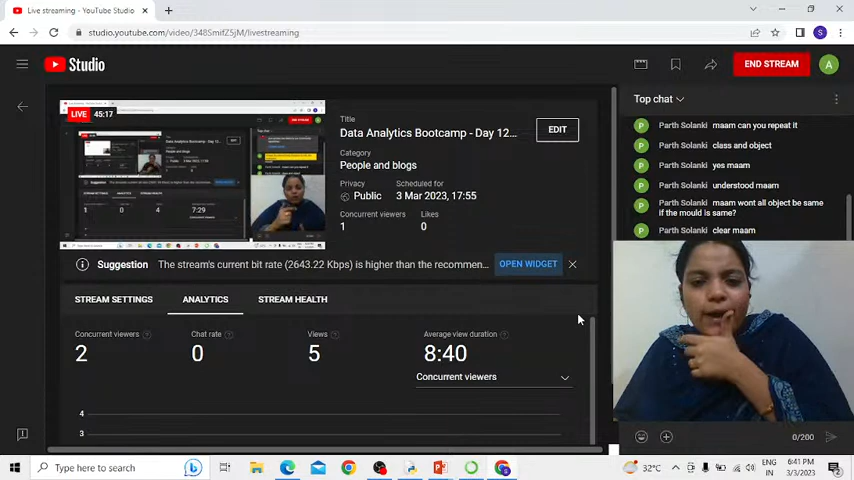 Live streaming - YouTube Studio
studio.youtube.com/video/348SmifZ5jM/livestreaming
S
Studio
END STREAM
A
LIVE 45:17
Title
Data Analytics Bootcamp - Day 12...
EDIT
Category
People and blogs
Privacy
Scheduled for
Public
3 Mar 2023, 17:55
Concurrent viewers
Likes
1
0
Suggestion
The stream's current bit rate (2643.22 Kbps) is higher than the recommen...
OPEN WIDGET
STREAM SETTINGS
ANALYTICS
STREAM HEALTH
Concurrent viewers
Chat rate
Views
Average view duration
2
0
5
8:40
Concurrent viewers
4
3
Top chat
P Parth Solanki maam can you repeat it
P Parth Solanki class and object
P Parth Solanki yes maam
P Parth Solanki understood maam
P Parth Solanki maam wont all object be same
if the mould is same?
P Parth Solanki clear maam
0/200
Type here to search
32°C
ENG
IN
6:41 PM
3/3/2023
2